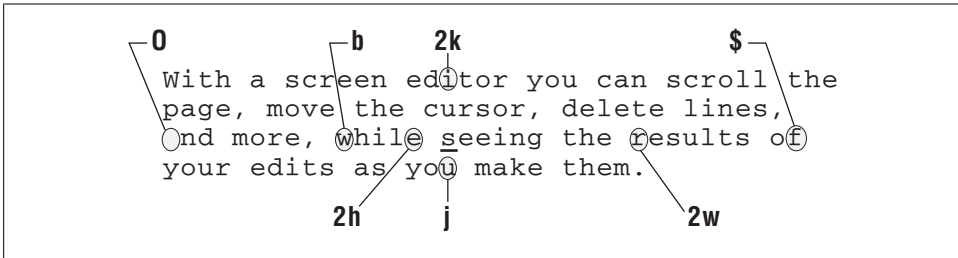 0 b 2k $
With a screen editor you can scroll the
page, move the cursor, delete lines,
nd more, while seeing the results of
your edits as you make them.
2h j 2w